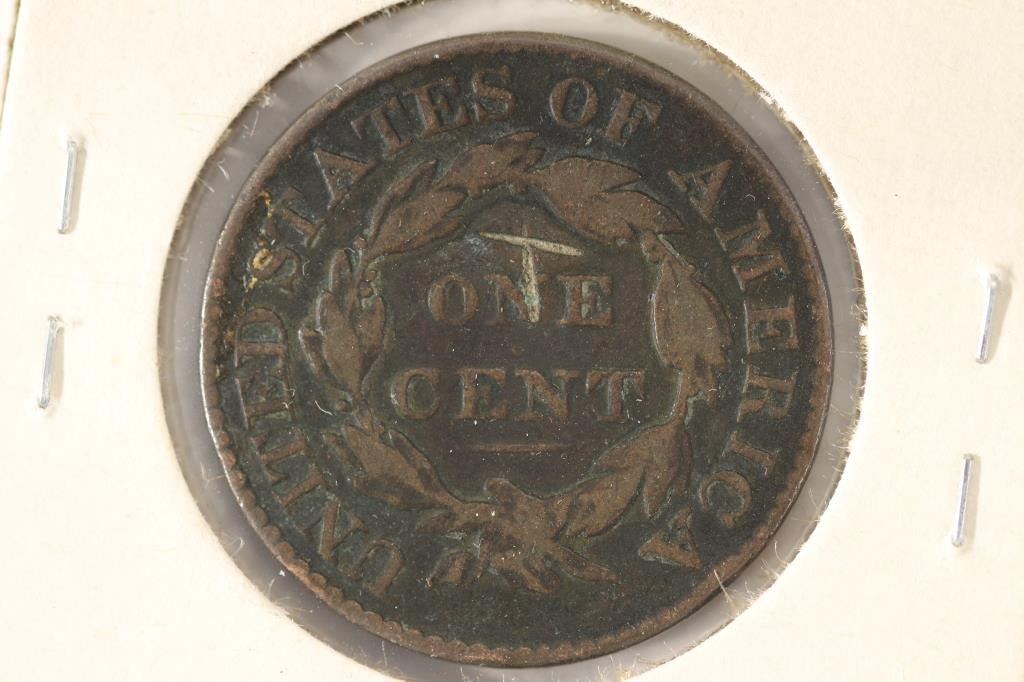 UNITED STATES OF AMERICA
ONE
CENT